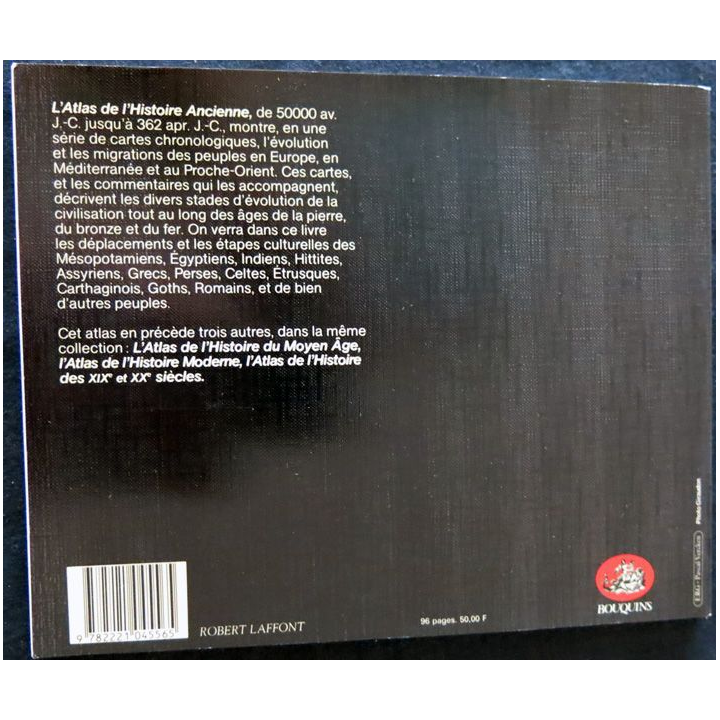 L'Atlas de l'Histoire Ancienne, de 50000 av.
J.-C. jusqu'à 362 apr. J.-C., montre, en une
série de cartes chronologiques, l'évolution
et les migrations des peuples en Europe, en
Méditerranée et au Proche-Orient. Ces cartes,
et les commentaires qui les accompagnent,
décrivent les divers stades d'évolution de la
civilisation tout au long des âges de la pierre,
du bronze et du fer. On verra dans ce livre
les déplacements et les étapes culturelles des
Mésopotamiens, Égyptiens, Indiens, Hittites,
Assyriens, Grecs, Perses, Celtes, Étrusques,
Carthaginois, Goths, Romains, et de bien
d'autres peuples.
Cet atlas en précède trois autres, dans la même
collection : L'Atlas de l'Histoire du Moyen Âge,
l'Atlas de l'Histoire Moderne, l'Atlas de l'Histoire
des XIXe et XXe siècles.
9 782221 045565
ROBERT LAFFONT
96 pages. 50,00 F
BOUQUINS
Photo Giraudon